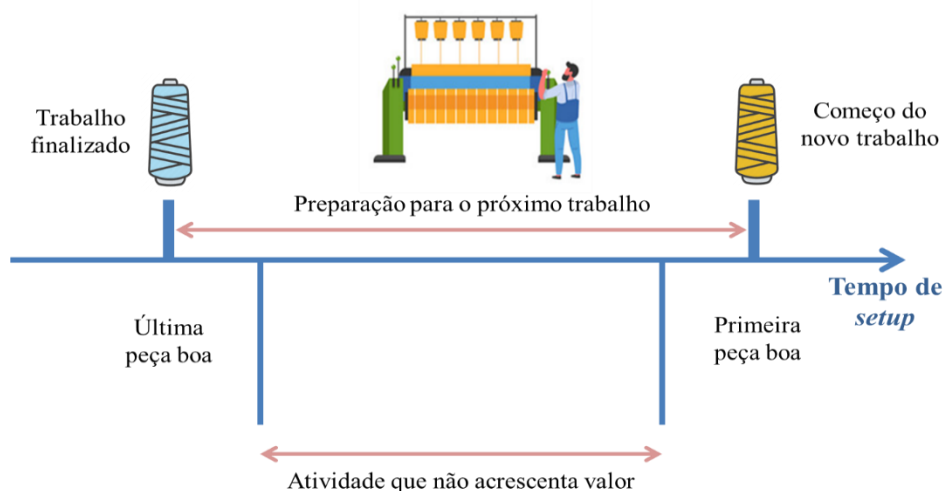 Trabalho
finalizado
Começo do
novo trabalho
Preparação para o próximo trabalho
Tempo de
setup
Última
peça boa
Primeira
peça boa
Atividade que não acrescenta valor